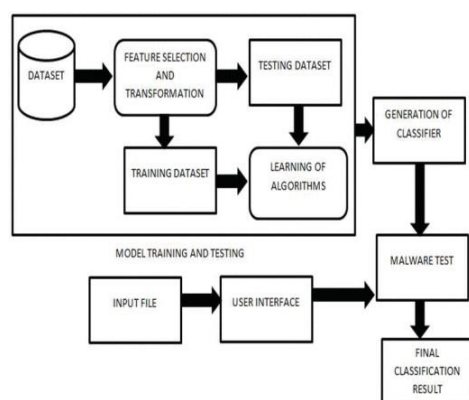 DATASET
FEATURE SELECTION
AND
TRANSFORMATION
TESTING DATASET
GENERATION OF
CLASSIFIER
TRAINING DATASET
LEARNING OF
ALGORITHMS
MODEL TRAINING AND TESTING
MALWARE TEST
INPUT FILE
USER INTERFACE
FINAL
CLASSIFICATION
RESULT